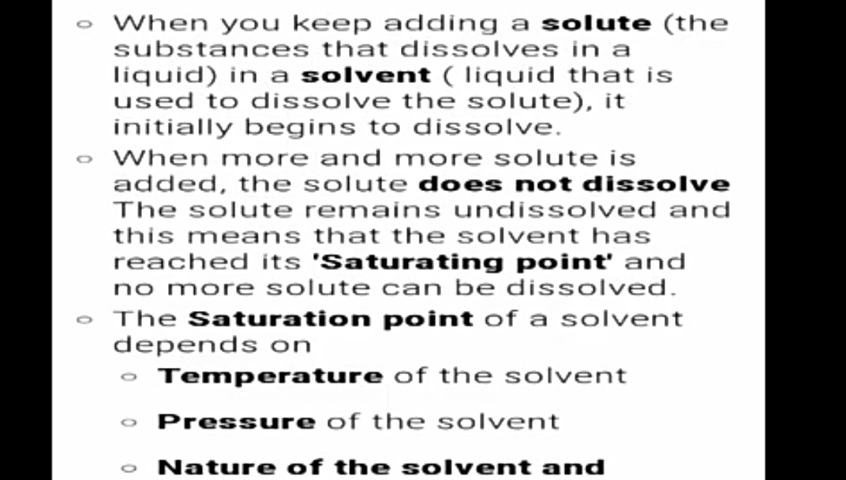 When you keep adding a solute (the
substances that dissolves in a
liquid) in a solvent ( liquid that is
used to dissolve the solute), it
initially begins to dissolve.
When more and more solute is
added, the solute does not dissolve
The solute remains undissolved and
this means that the solvent has
reached its 'Saturating point' and
no more solute can be dissolved.
The Saturation point of a solvent
depends on
Temperature of the solvent
Pressure of the solvent
Nature of the solvent and